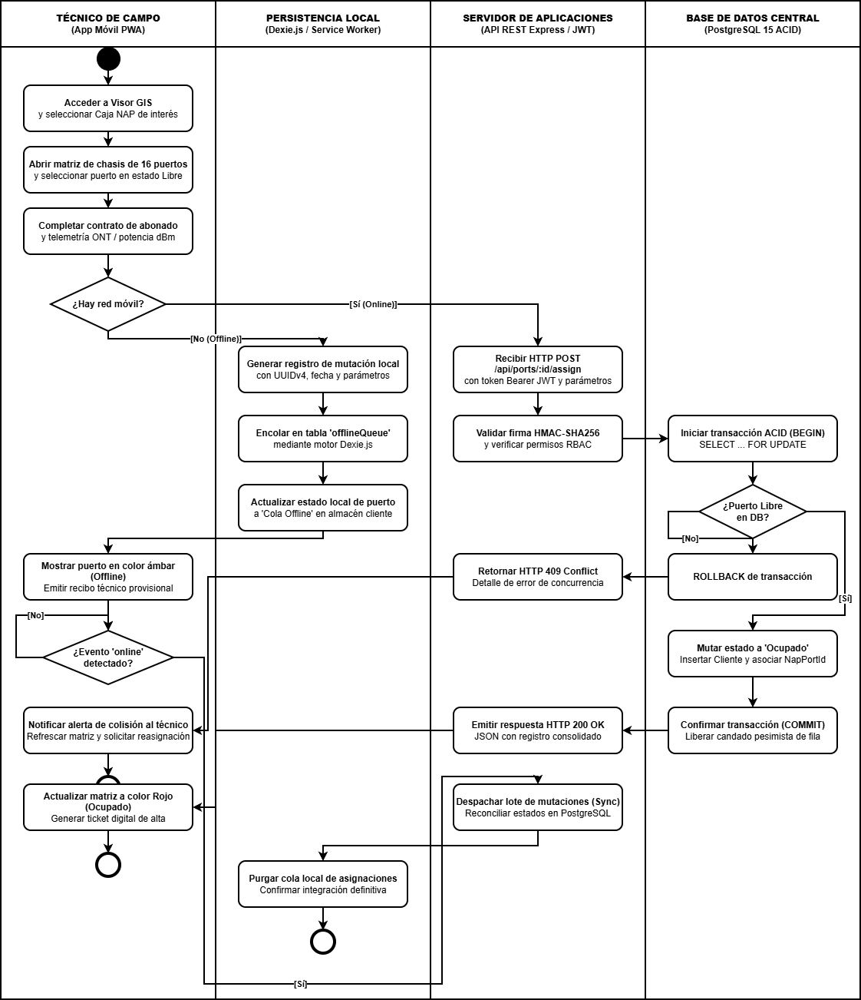 TÉCNICO DE CAMPO
(App Móvil PWA)
PERSISTENCIA LOCAL
(Dexie.js / Service Worker)
SERVIDOR DE APLICACIONES
(API REST Express / JWT)
BASE DE DATOS CENTRAL
(PostgreSQL 15 ACID)
Acceder a Visor GIS
y seleccionar Caja NAP de interés
Abrir matriz de chasis de 16 puertos
y seleccionar puerto en estado Libre
Completar contrato de abonado
y telemetría ONT / potencia dBm
¿Hay red móvil?
[Sí (Online)]
[No (Offline)]
Generar registro de mutación local
con UUIDv4, fecha y parámetros
Recibir HTTP POST
/api/ports/:id/assign
con token Bearer JWT y parámetros
Encolar en tabla 'offlineQueue'
mediante motor Dexie.js
Validar firma HMAC-SHA256
y verificar permisos RBAC
Iniciar transacción ACID (BEGIN)
SELECT ... FOR UPDATE
Actualizar estado local de puerto
a 'Cola Offline' en almacén cliente
¿Puerto Libre
en DB?
[No]
Mostrar puerto en color ámbar
(Offline)
Emitir recibo técnico provisional
Retornar HTTP 409 Conflict
Detalle de error de concurrencia
ROLLBACK de transacción
[Sí]
[No]
¿Evento 'online'
detectado?
Mutar estado a 'Ocupado'
Insertar Cliente y asociar NapPortId
Notificar alerta de colisión al técnico
Refrescar matriz y solicitar reasignación
Emitir respuesta HTTP 200 OK
JSON con registro consolidado
Confirmar transacción (COMMIT)
Liberar candado pesimista de fila
Actualizar matriz a color Rojo
(Ocupado)
Generar ticket digital de alta
Despachar lote de mutaciones (Sync)
Reconciliar estados en PostgreSQL
Purgar cola local de asignaciones
Confirmar integración definitiva
[Sí]